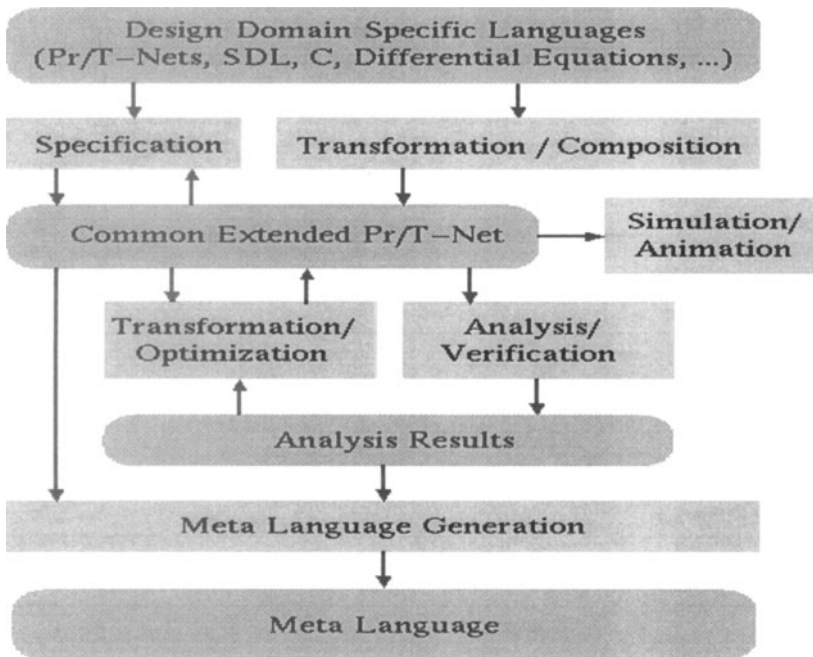 Design Domain Specific Languages
(Pr/T-Nets, SDL, C, Differential Equations, ...)
Specification
Transformation / Composition
Common Extended Pr/T-Net
Simulation/
Animation
Transformation/
Optimization
Analysis/
Verification
Analysis Results
Meta Language Generation
Meta Language